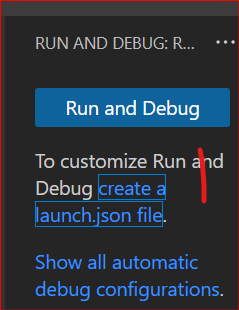 RUN AND DEBUG: R...
Run and Debug
To customize Run and
Debug create a
launch.json file.
Show all automatic
debug configurations.